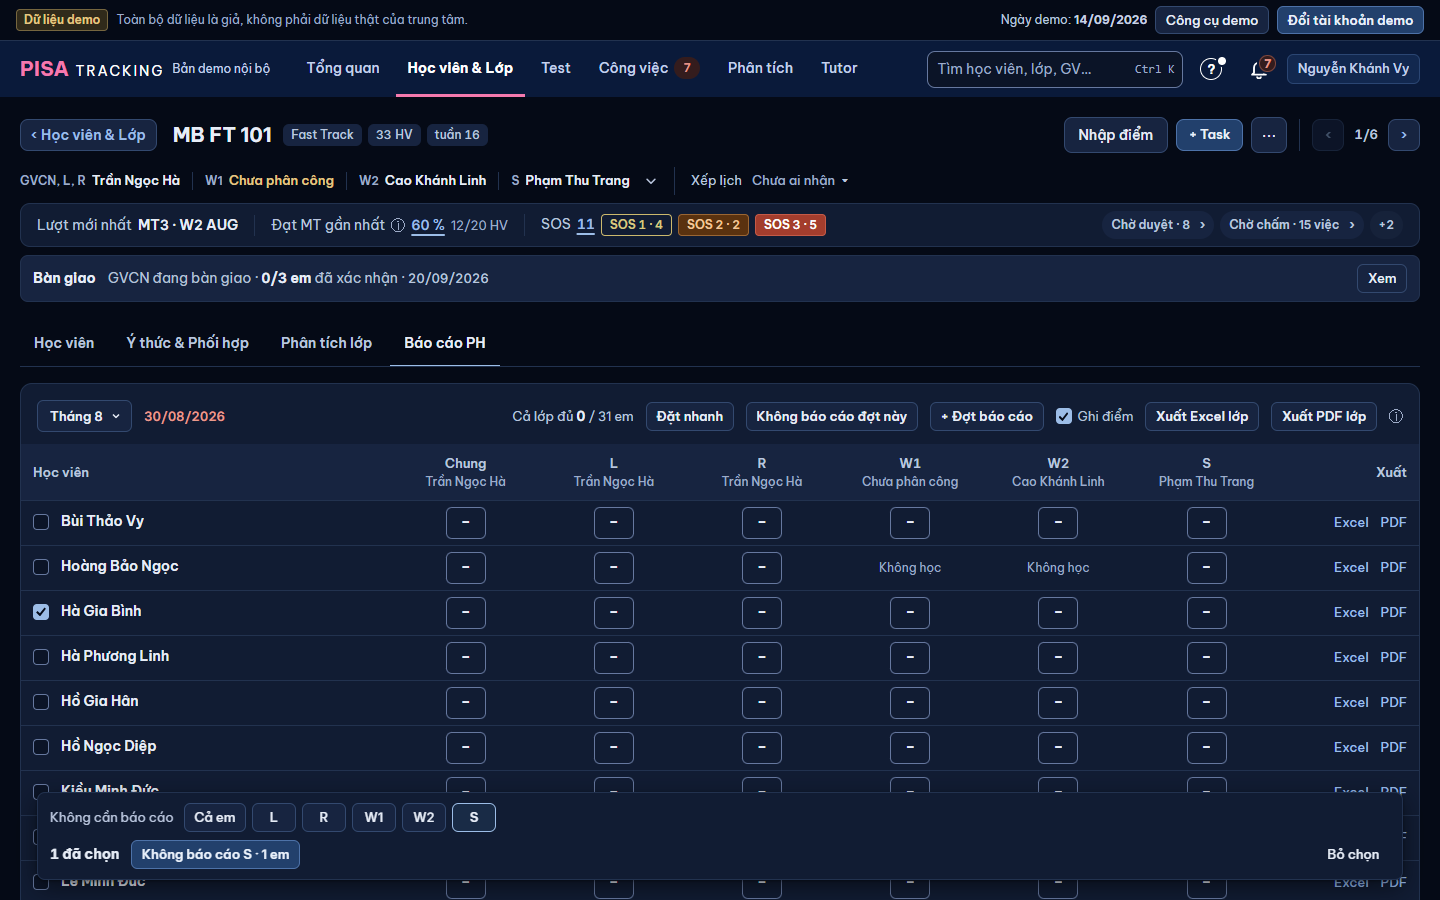 Dữ liệu demo Toàn bộ dữ liệu là giả, không phải dữ liệu thật của trung tâm. Ngày demo: 14/09/2026 Công cụ demo Đổi tài khoản demo
PISA TRACKING Bản demo nội bộ Tổng quan Học viên & Lớp Test Công việc 7 Phân tích Tutor Tìm học viên, lớp, GV... Ctrl K ? 7 Nguyễn Khánh Vy
‹ Học viên & Lớp MB FT 101 Fast Track 33 HV tuần 16 Nhập điểm + Task ... ‹ 1/6 ›
GVCN, L, R Trần Ngọc Hà W1 Chưa phân công W2 Cao Khánh Linh S Phạm Thu Trang Xếp lịch Chưa ai nhận
Lượt mới nhất MT3 · W2 AUG Đạt MT gần nhất 60 % 12/20 HV SOS 11 SOS 1 · 4 SOS 2 · 2 SOS 3 · 5 Chờ duyệt · 8 › Chờ chấm · 15 việc › +2
Bàn giao GVCN đang bàn giao · 0/3 em đã xác nhận · 20/09/2026 Xem
Học viên Ý thức & Phối hợp Phân tích lớp Báo cáo PH
Tháng 8 30/08/2026 Cả lớp đủ 0 / 31 em Đặt nhanh Không báo cáo đợt này + Đợt báo cáo Ghi điểm Xuất Excel lớp Xuất PDF lớp
Học viên Chung L R W1 W2 S Xuất
Trần Ngọc Hà Trần Ngọc Hà Trần Ngọc Hà Chưa phân công Cao Khánh Linh Phạm Thu Trang
Bùi Thảo Vy – – – – – – Excel PDF
Hoàng Bảo Ngọc – – – Không học Không học – Excel PDF
Hà Gia Bình – – – – – – Excel PDF
Hà Phương Linh – – – – – – Excel PDF
Hồ Gia Hân – – – – – – Excel PDF
Hồ Ngọc Diệp – – – – – – Excel PDF
Kiều Minh Đức – – – – – – Excel PDF
Không cần báo cáo Cả em L R W1 W2 S
1 đã chọn Không báo cáo S · 1 em Bỏ chọn
Lê Minh Đức – – – – – – Excel PDF